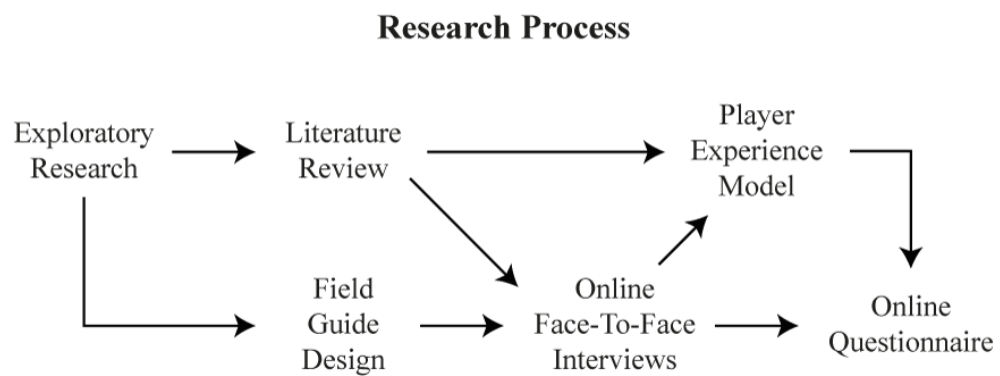 Research Process
Exploratory
Research
Literature
Review
Player
Experience
Model
Field
Guide
Design
Online
Face-To-Face
Interviews
Online
Questionnaire